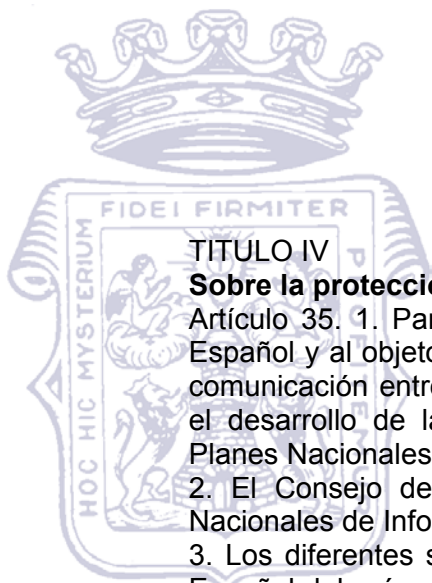 FIDEI FIRMITER
HOC HIC MYSTERIUM
TITULO IV
Sobre la protecció
Artículo 35. 1. Par
Español y al objeto
comunicación entre
el desarrollo de la
Planes Nacionales
2. El Consejo de
Nacionales de Info
3. Los diferentes s